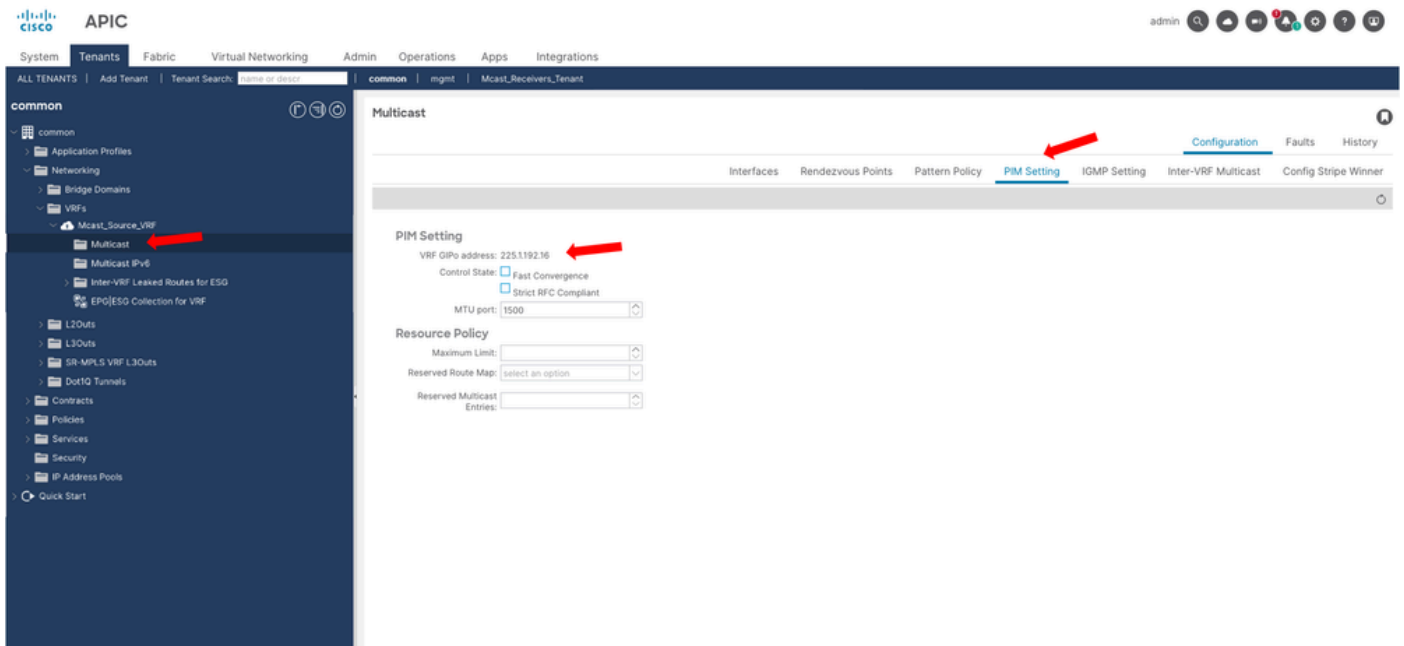 cisco APIC admin
System Tenants Fabric Virtual Networking Admin Operations Apps Integrations
ALL TENANTS | Add Tenant | Tenant Search: name or descr | common | mgmt | Mcast_Receivers_Tenant
common
common
Application Profiles
Networking
Bridge Domains
VRFs
Mcast_Source_VRF
Multicast
Multicast IPv6
Inter-VRF Leaked Routes for ESG
EPG|ESG Collection for VRF
L2Outs
L3Outs
SR-MPLS VRF L3Outs
Dot1Q Tunnels
Contracts
Policies
Services
Security
IP Address Pools
Quick Start
Multicast
Configuration Faults History
Interfaces Rendezvous Points Pattern Policy PIM Setting IGMP Setting Inter-VRF Multicast Config Stripe Winner
PIM Setting
VRF GIPo address: 225.1.192.16
Control State: Fast Convergence
Strict RFC Compliant
MTU port: 1500
Resource Policy
Maximum Limit:
Reserved Route Map: select an option
Reserved Multicast
Entries: